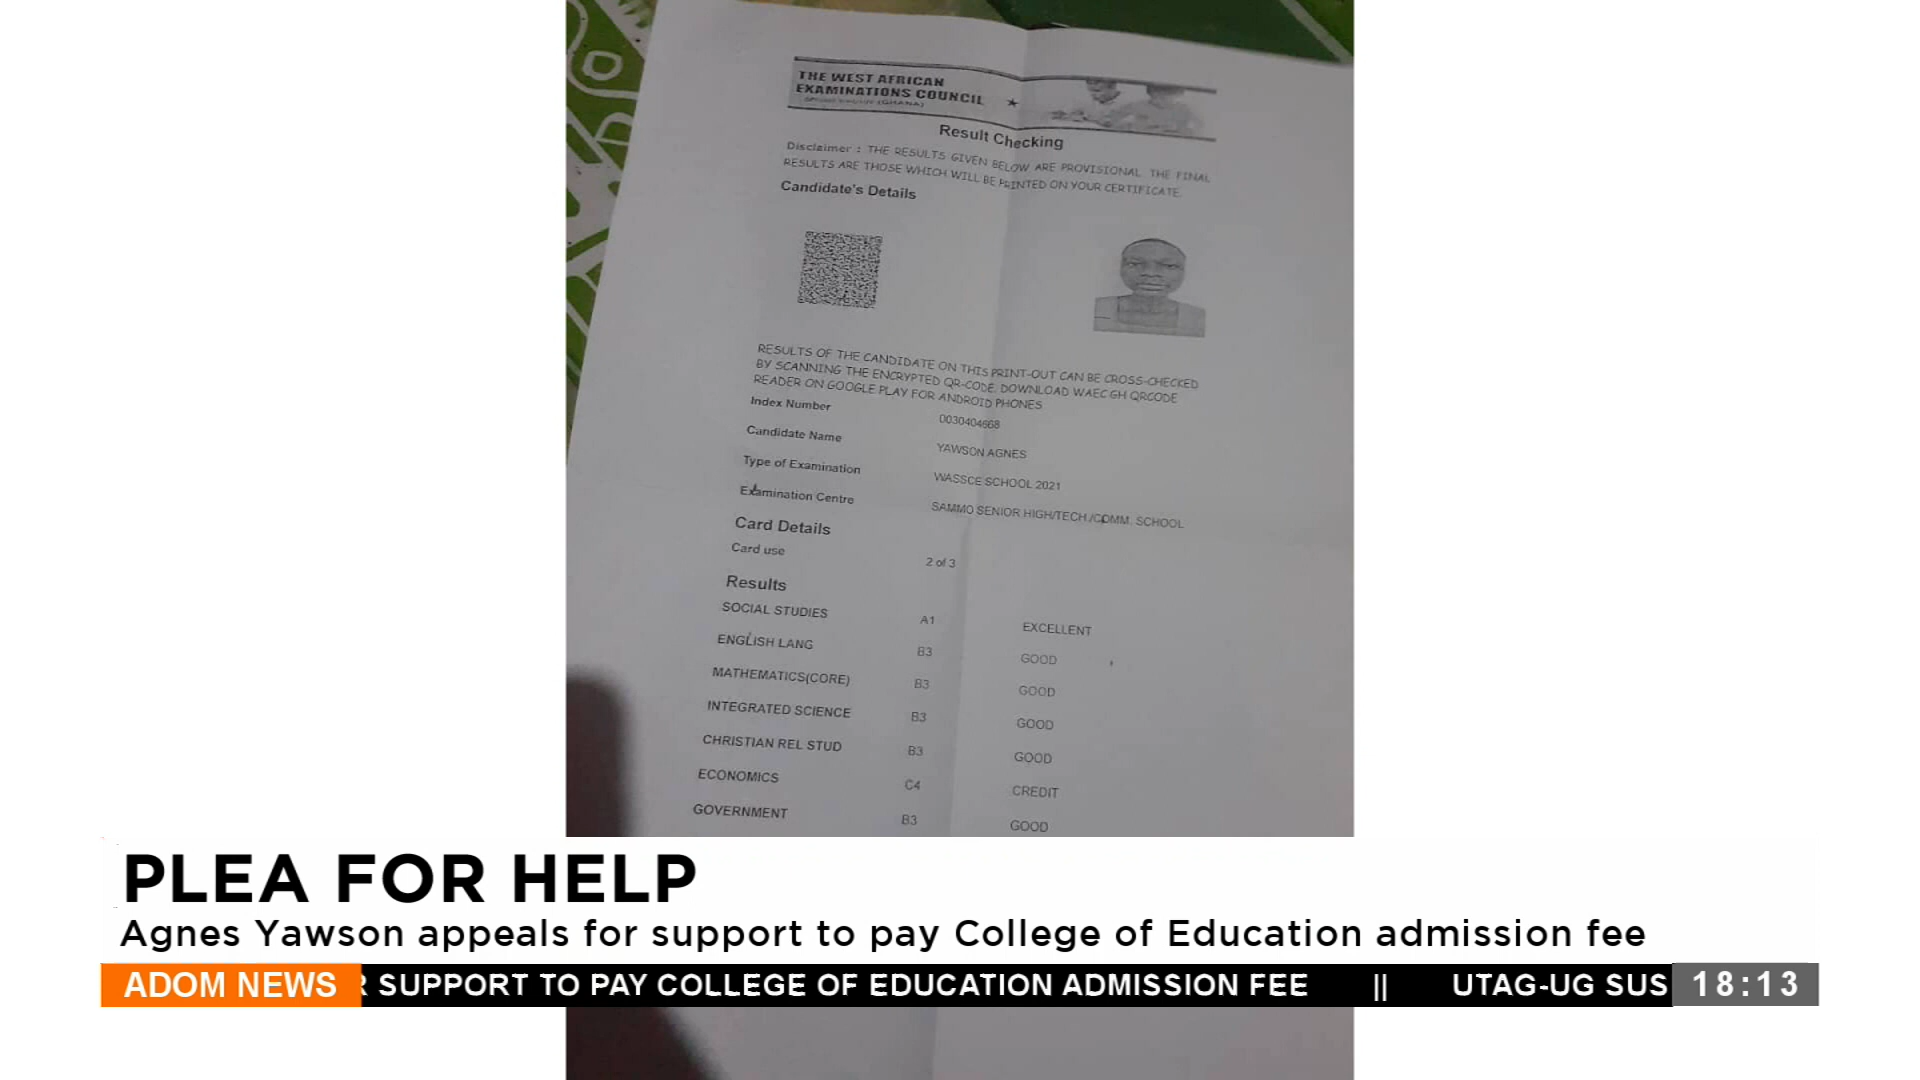 THE WEST AFRICAN
EXAMINATIONS COUNCIL
Result Checking
Disclaimer : THE RESULTS GIVEN BELOW ARE PROVISIONAL. THE FINAL
RESULTS ARE THOSE WHICH WILL BE PRINTED ON YOUR CERTIFICATE.
Candidate's Details
RESULTS OF THE CANDIDATE ON THIS PRINT-OUT CAN BE CROSS-CHECKED
BY SCANNING THE ENCRYPTED QR-CODE. DOWNLOAD WAEC GH QRCODE
READER ON GOOGLE PLAY FOR ANDROID PHONES
Index Number 0030404668
Candidate Name YAWSON AGNES
Type of Examination WASSCE SCHOOL 2021
Examination Centre SAMMO SENIOR HIGH/TECH./COMM. SCHOOL
Card Details
Card use 2 of 3
Results
SOCIAL STUDIES A1 EXCELLENT
ENGLISH LANG B3 GOOD
MATHEMATICS(CORE) B3 GOOD
INTEGRATED SCIENCE B3 GOOD
CHRISTIAN REL STUD B3 GOOD
ECONOMICS C4 CREDIT
GOVERNMENT B3 GOOD
PLEA FOR HELP
Agnes Yawson appeals for support to pay College of Education admission fee
ADOM NEWS R SUPPORT TO PAY COLLEGE OF EDUCATION ADMISSION FEE || UTAG-UG SUS 18:13